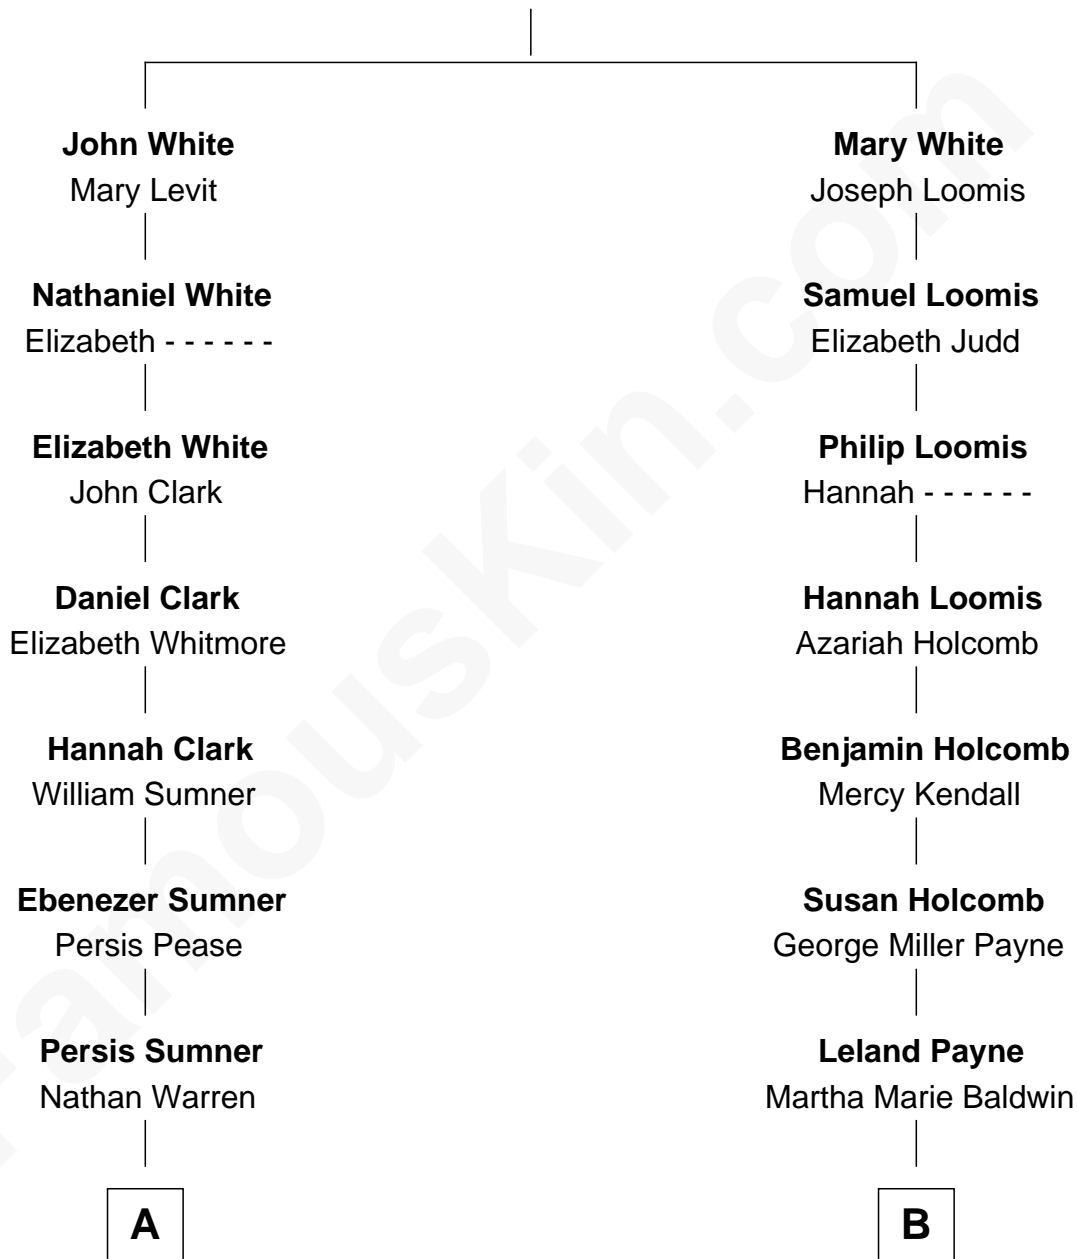 John White
Mary Levit
Nathaniel White
Elizabeth - - - - - -
Elizabeth White
John Clark
Daniel Clark
Elizabeth Whitmore
Hannah Clark
William Sumner
Ebenezer Sumner
Persis Pease
Persis Sumner
Nathan Warren
A
Mary White
Joseph Loomis
Samuel Loomis
Elizabeth Judd
Philip Loomis
Hannah - - - - - -
Hannah Loomis
Azariah Holcomb
Benjamin Holcomb
Mercy Kendall
Susan Holcomb
George Miller Payne
Leland Payne
Martha Marie Baldwin
B
FamousKin.com